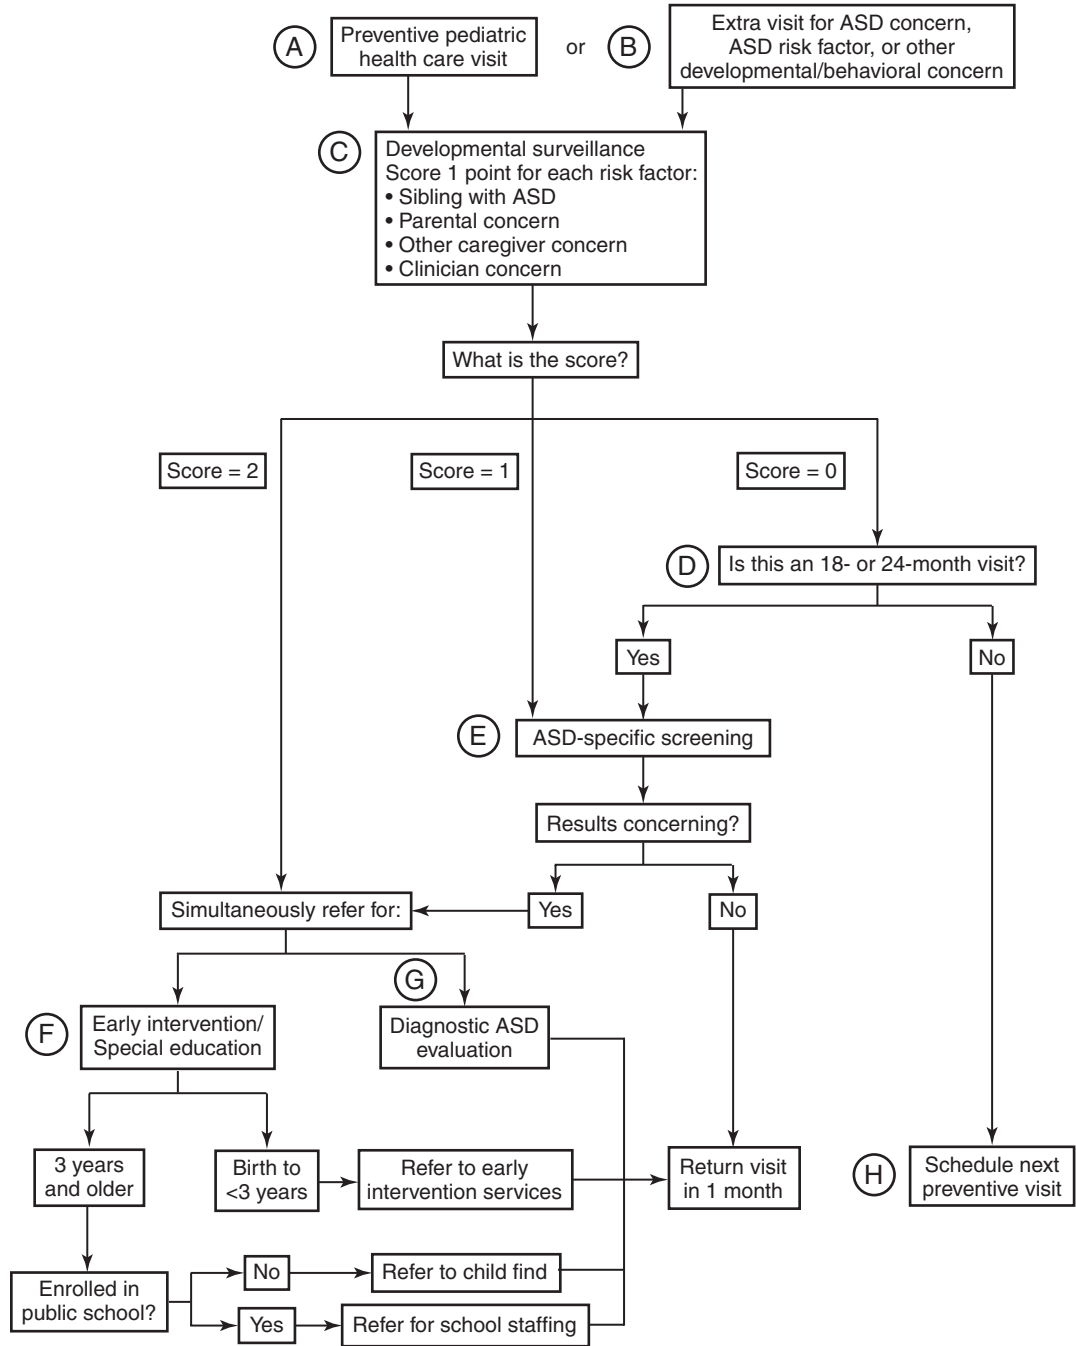 A
Preventive pediatric
health care visit
or
B
Extra visit for ASD concern,
ASD risk factor, or other
developmental/behavioral concern
C
Developmental surveillance
Score 1 point for each risk factor:
• Sibling with ASD
• Parental concern
• Other caregiver concern
• Clinician concern
What is the score?
Score = 2
Score = 1
Score = 0
D
Is this an 18- or 24-month visit?
Yes
No
E
ASD-specific screening
Results concerning?
Simultaneously refer for:
Yes
No
G
F
Early intervention/
Special education
Diagnostic ASD
evaluation
3 years
and older
Birth to
<3 years
Refer to early
intervention services
Return visit
in 1 month
H
Schedule next
preventive visit
Enrolled in
public school?
No
Refer to child find
Yes
Refer for school staffing